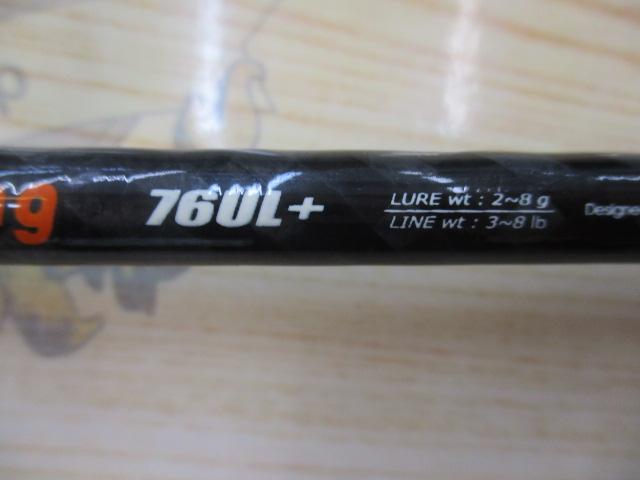 76UL+
LURE wt : 2~8 g
LINE wt : 3~8 lb